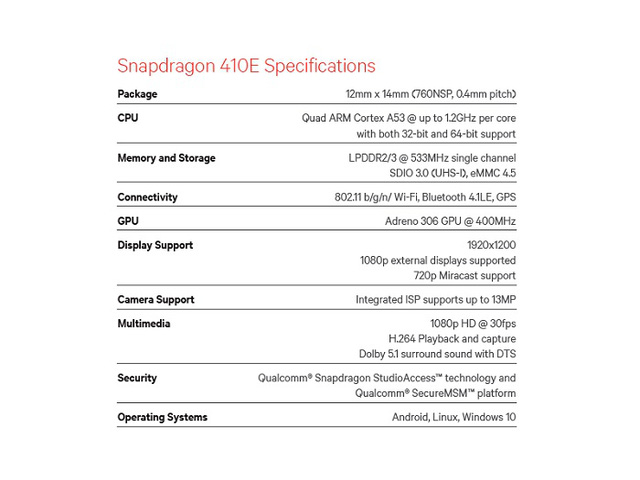 Snapdragon 410E Specifications
Package 12mm x 14mm (760NSP, 0.4mm pitch)
CPU Quad ARM Cortex A53 @ up to 1.2GHz per core
with both 32-bit and 64-bit support
Memory and Storage LPDDR2/3 @ 533MHz single channel
SDIO 3.0 (UHS-I), eMMC 4.5
Connectivity 802.11 b/g/n/ Wi-Fi, Bluetooth 4.1LE, GPS
GPU Adreno 306 GPU @ 400MHz
Display Support 1920x1200
1080p external displays supported
720p Miracast support
Camera Support Integrated ISP supports up to 13MP
Multimedia 1080p HD @ 30fps
H.264 Playback and capture
Dolby 5.1 surround sound with DTS
Security Qualcomm® Snapdragon StudioAccess™ technology and
Qualcomm® SecureMSM™ platform
Operating Systems Android, Linux, Windows 10